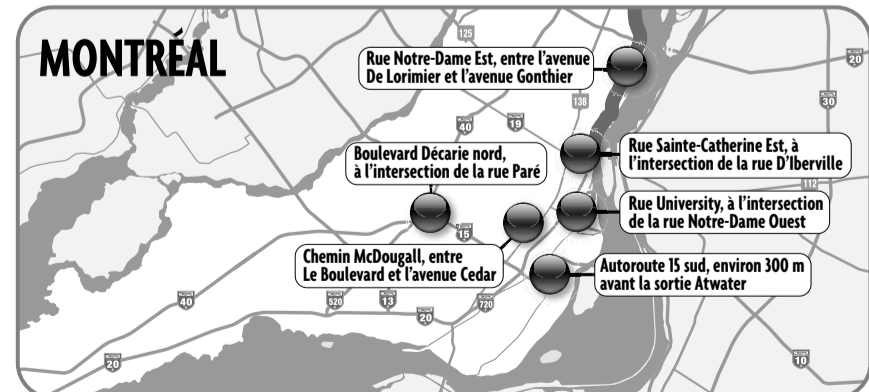 MONTRÉAL
125
Rue Notre-Dame Est, entre l'avenue
De Lorimier et l'avenue Gonthier
20
138
30
40
19
Rue Sainte-Catherine Est, à
l'intersection de la rue D'Iberville
Boulevard Décarie nord,
à l'intersection de la rue Paré
112
Rue University, à l'intersection
de la rue Notre-Dame Ouest
15
Chemin McDougall, entre
Le Boulevard et l'avenue Cedar
Autoroute 15 sud, environ 300 m
avant la sortie Atwater
40
520
13
720
20
20
10